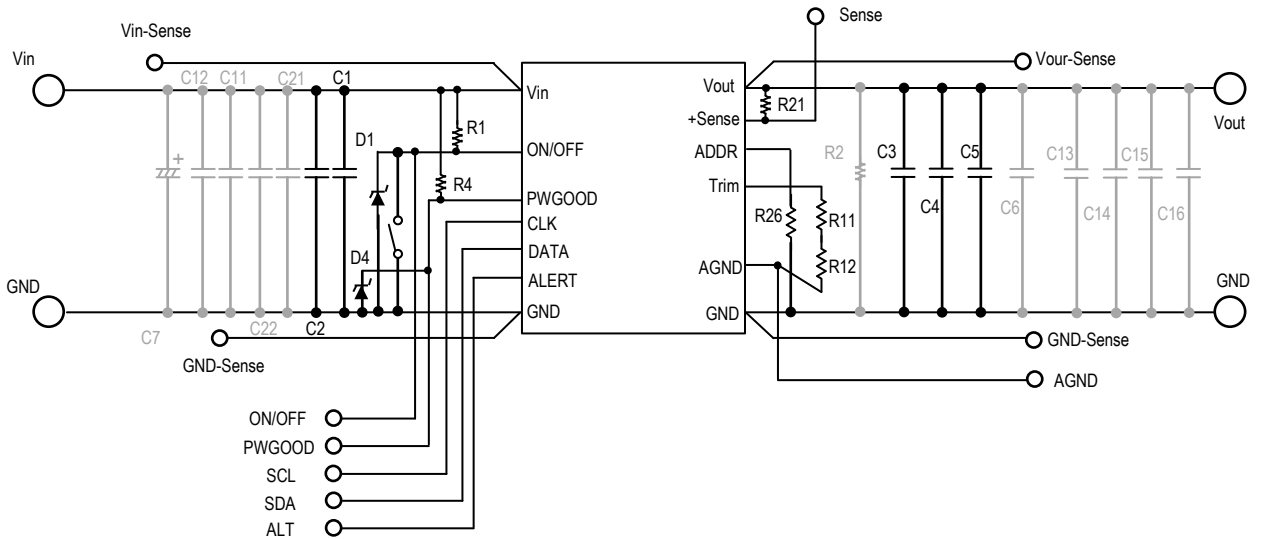 Sense
Vin-Sense
Vin
Vour-Sense
C12
C11
C21
C1
Vin
Vout
R21
+Sense
Vout
R1
D1
ON/OFF
ADDR
R2
C3
C5
C13
C15
R4
PWGOOD
Trim
R26
R11
C4
C6
C14
C16
CLK
DATA
D4
R12
AGND
ALERT
GND
GND
GND
GND
C7
C22
C2
GND-Sense
GND-Sense
AGND
ON/OFF
PWGOOD
SCL
SDA
ALT
+